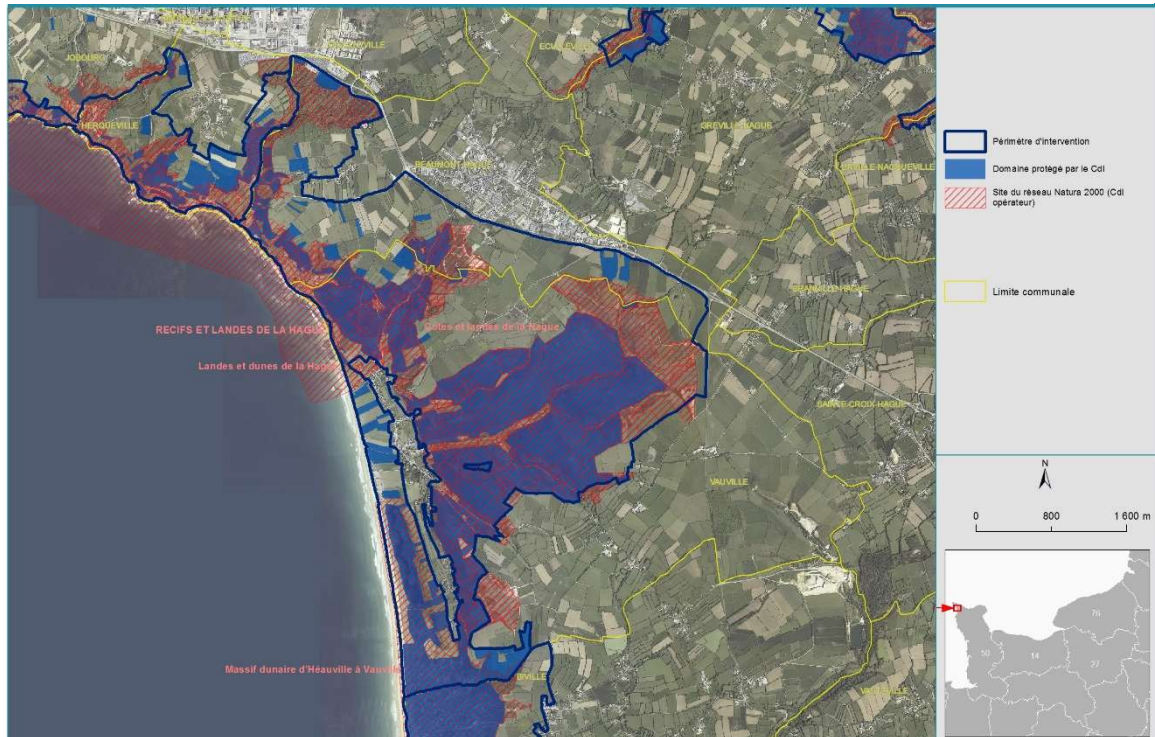 JOBOURG
HERQUEVILLE
ECULLEVILLE
GREVILLE-HAGUE
BEAUMONT-HAGUE
BRANVILLE-HAGUE
SAINTE-CROIX-HAGUE
VAUVILLE
BIVILLE
VASTEVILLE
RECIFS ET LANDES DE LA HAGUE
Côtes et landes de la Hague
Landes et dunes de la Hague
Massif dunaire d'Héauville à Vauville
Périmètre d'intervention
Domaine protégé par le Cdl
Site du réseau Natura 2000 (Cdl
opérateur)
Limite communale
N
0 800 1 600 m
76
50
14
27